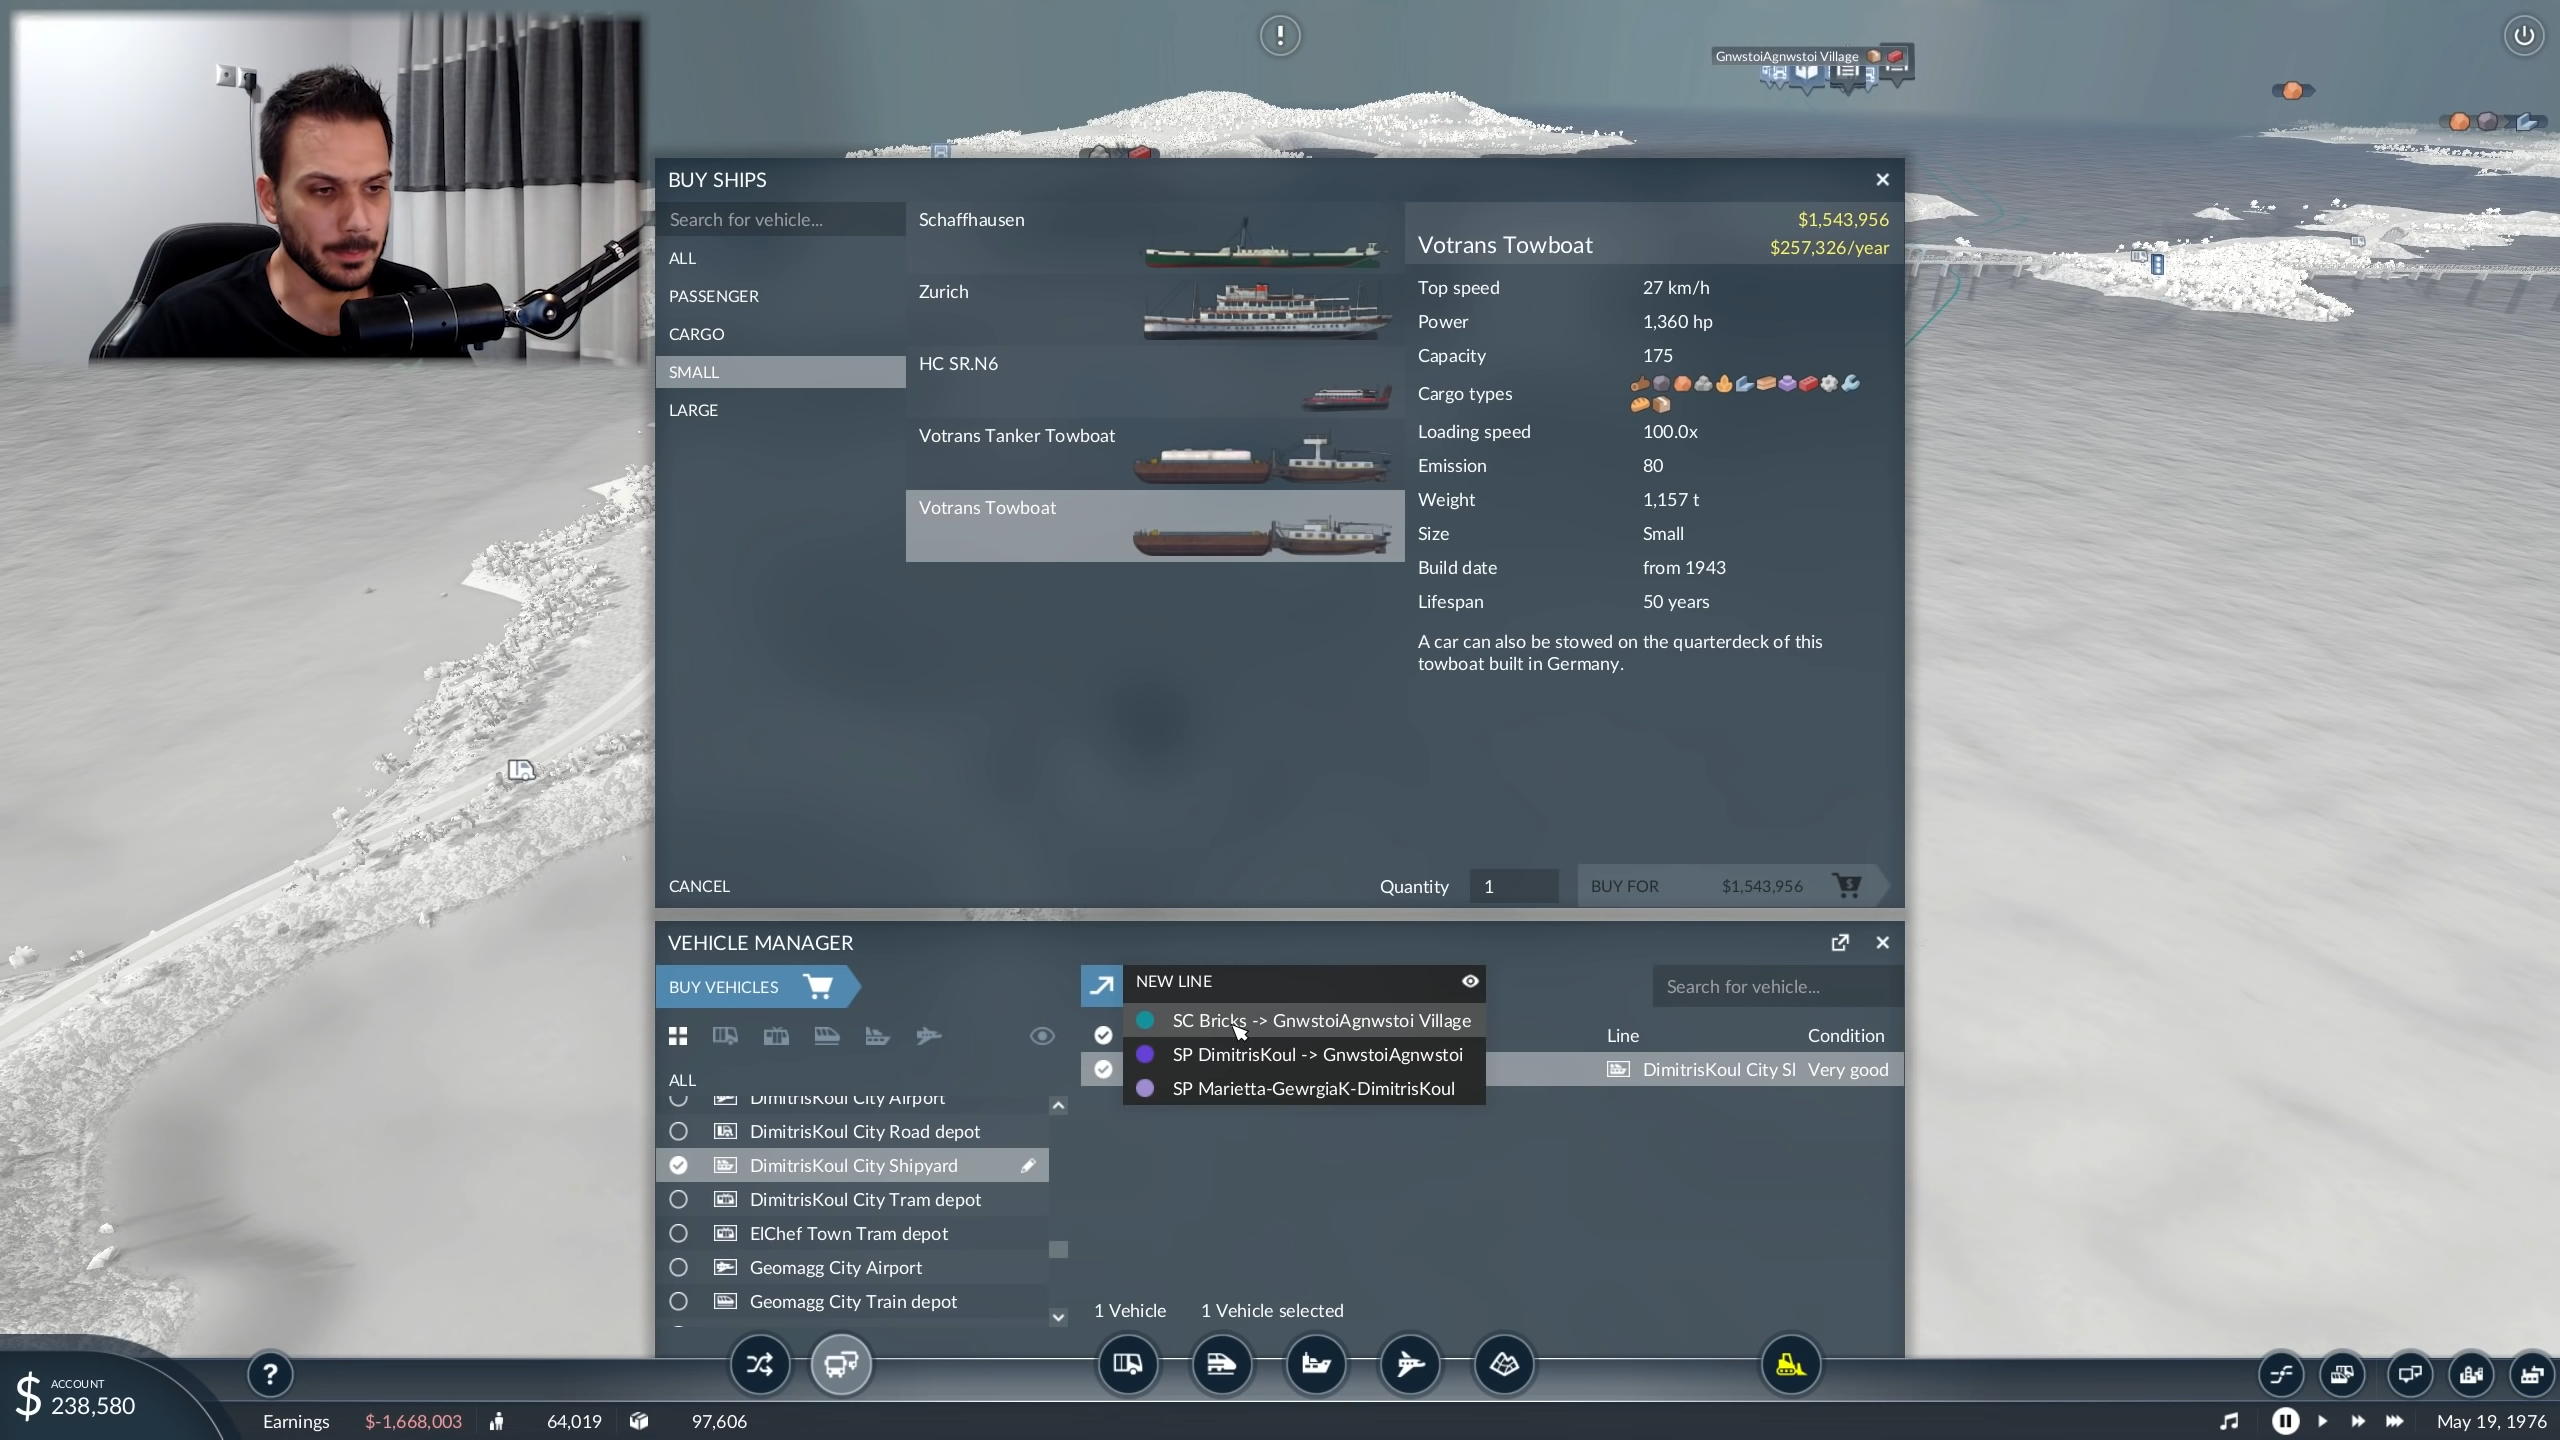 GnwstoiAgnwstoi Village
BUY SHIPS
Search for vehicle...
ALL
PASSENGER
CARGO
SMALL
LARGE
Schaffhausen
Zurich
HC SR.N6
Votrans Tanker Towboat
Votrans Towboat
$1,543,956
Votrans Towboat
$257,326/year
Top speed 27 km/h
Power 1,360 hp
Capacity 175
Cargo types
Loading speed 100.0x
Emission 80
Weight 1,157 t
Size Small
Build date from 1943
Lifespan 50 years
A car can also be stowed on the quarterdeck of this
towboat built in Germany.
CANCEL
Quantity 1
BUY FOR $1,543,956
VEHICLE MANAGER
BUY VEHICLES
NEW LINE
Search for vehicle...
SC Bricks -> GnwstoiAgnwstoi Village
SP DimitrisKoul -> GnwstoiAgnwstoi
SP Marietta-GewrgiaK-DimitrisKoul
Line Condition
DimitrisKoul City Sl Very good
ALL
DimitrisKoul City Airport
DimitrisKoul City Road depot
DimitrisKoul City Shipyard
DimitrisKoul City Tram depot
ElChef Town Tram depot
Geomagg City Airport
Geomagg City Train depot
1 Vehicle 1 Vehicle selected
$ ACCOUNT
238,580
?
Earnings $-1,668,003 64,019 97,606
May 19, 1976